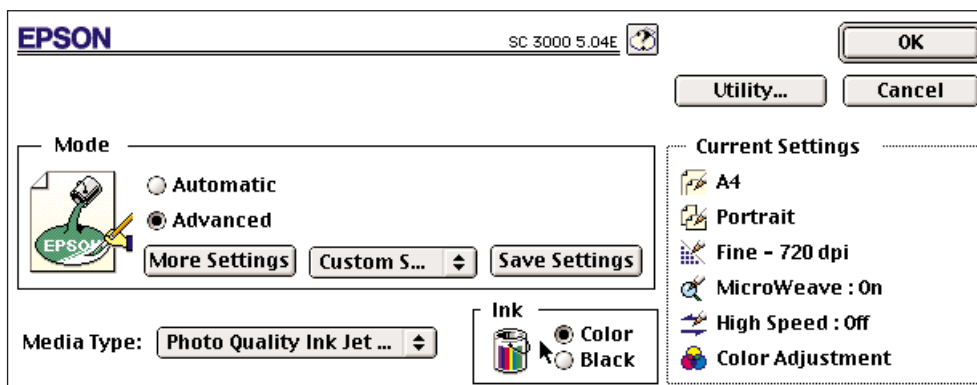 EPSON
SC 3000 5.04E
OK
Utility...
Cancel
Mode
Automatic
Advanced
EPSON
More Settings
Custom S...
Save Settings
Media Type:
Photo Quality Ink Jet ...
Ink
Color
Black
Current Settings
A4
Portrait
Fine - 720 dpi
MicroWeave : On
High Speed : Off
Color Adjustment